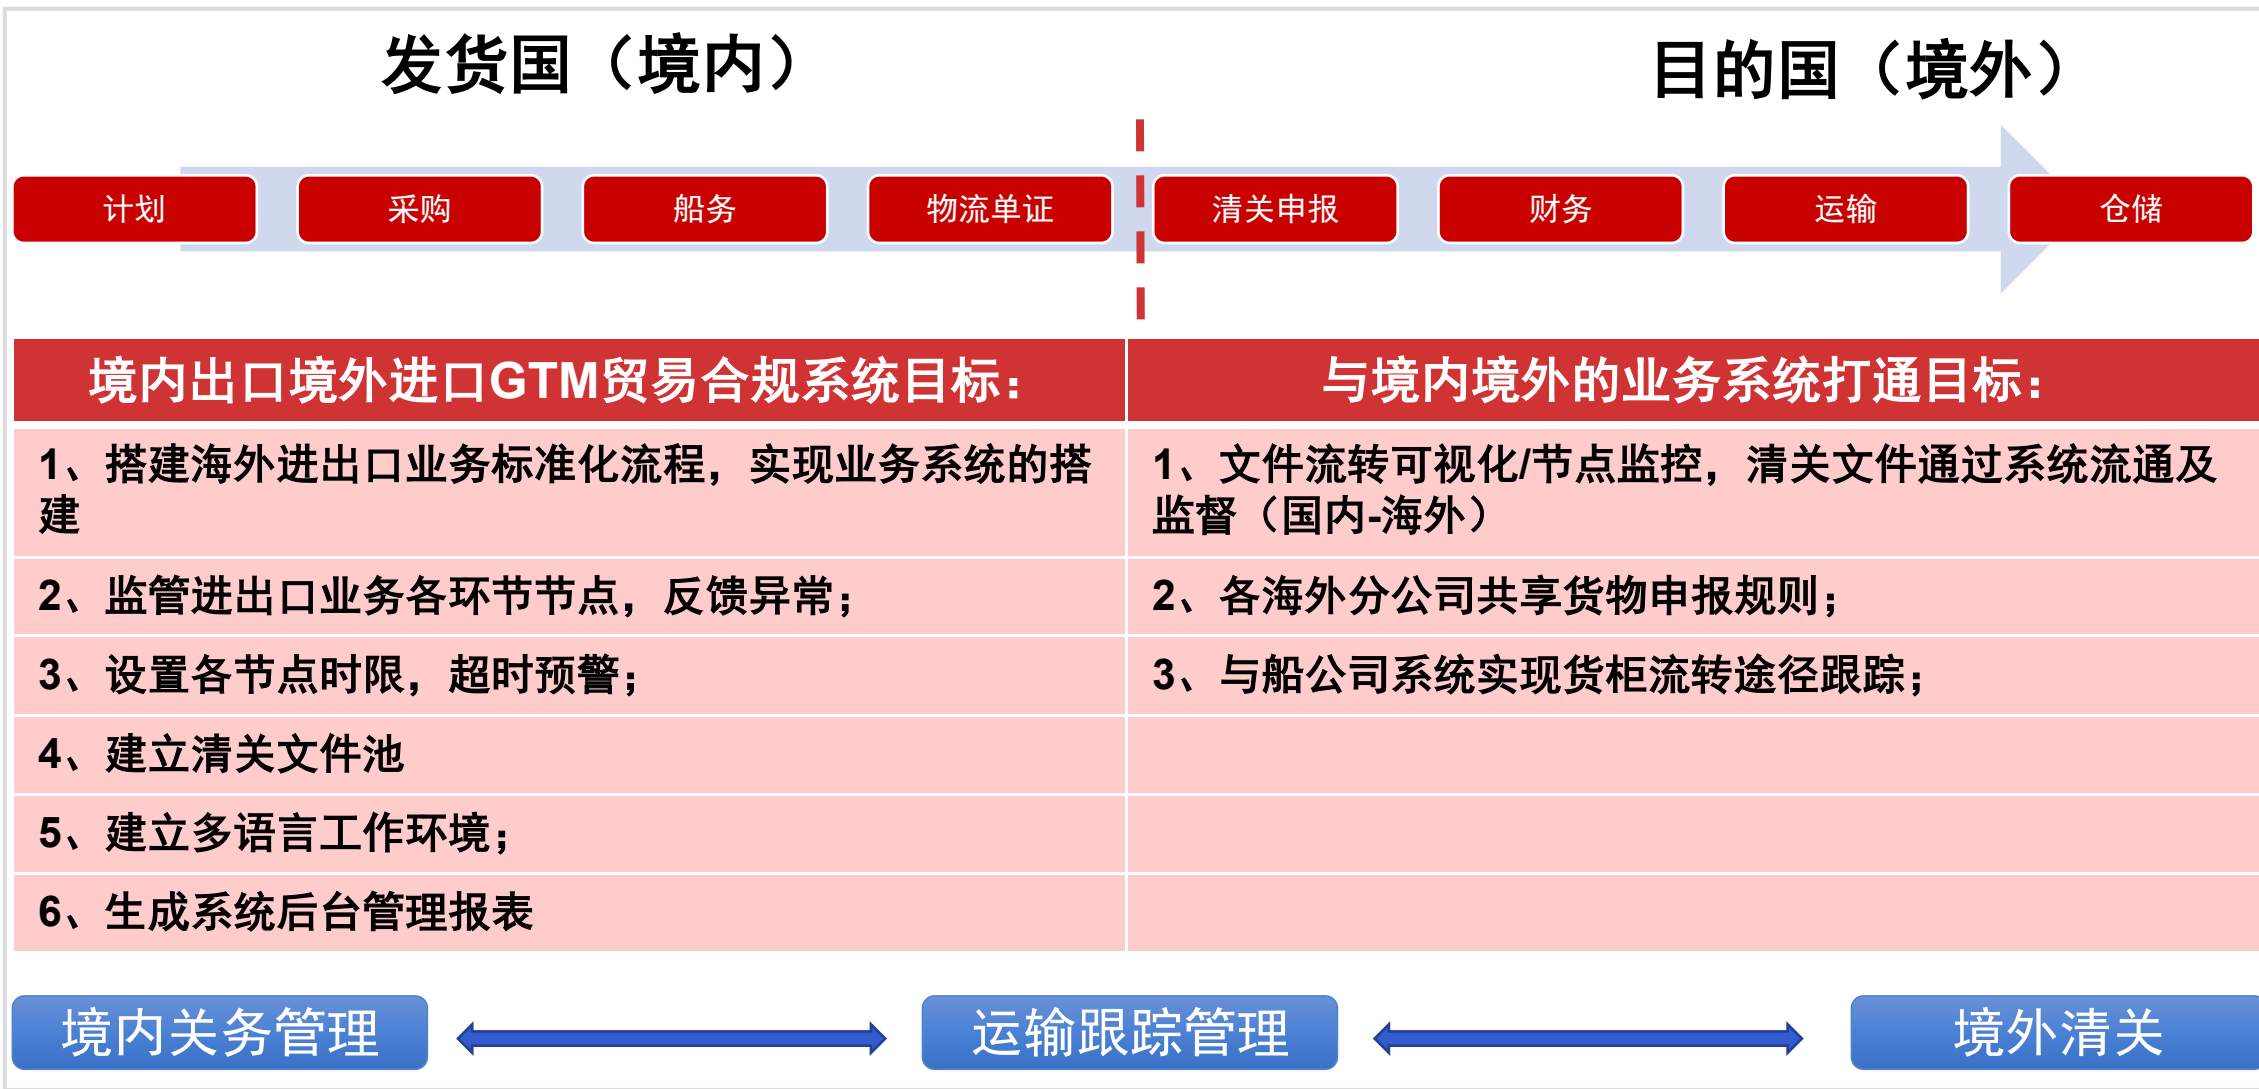 发货国（境内）
目的国（境外）
计划
采购
船务
物流单证
清关申报
财务
运输
仓储
境内出口境外进口GTM贸易合规系统目标：
与境内境外的业务系统打通目标：
1、搭建海外进出口业务标准化流程，实现业务系统的搭
建
1、文件流转可视化/节点监控，清关文件通过系统流通及
监督（国内-海外）
2、监管进出口业务各环节节点，反馈异常；
2、各海外分公司共享货物申报规则；
3、设置各节点时限，超时预警；
3、与船公司系统实现货柜流转途径跟踪；
4、建立清关文件池
5、建立多语言工作环境；
6、生成系统后台管理报表
境内关务管理
运输跟踪管理
境外清关